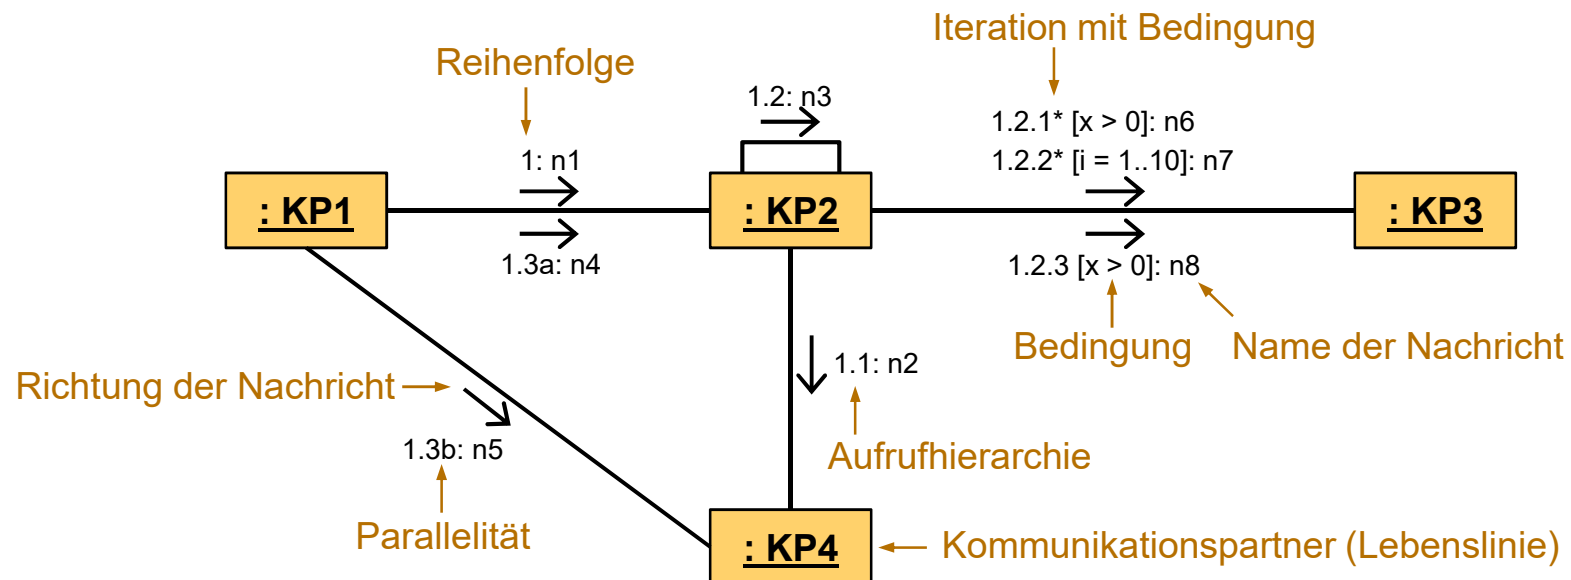 Iteration mit Bedingung
Reihenfolge
1.2: n3
1.2.1* [x > 0]: n6
1: n1
1.2.2* [i = 1..10]: n7
: KP1
: KP2
: KP3
1.3a: n4
1.2.3 [x > 0]: n8
Bedingung
Name der Nachricht
1.1: n2
Richtung der Nachricht
1.3b: n5
Aufrufhierarchie
Parallelität
: KP4
Kommunikationspartner (Lebenslinie)